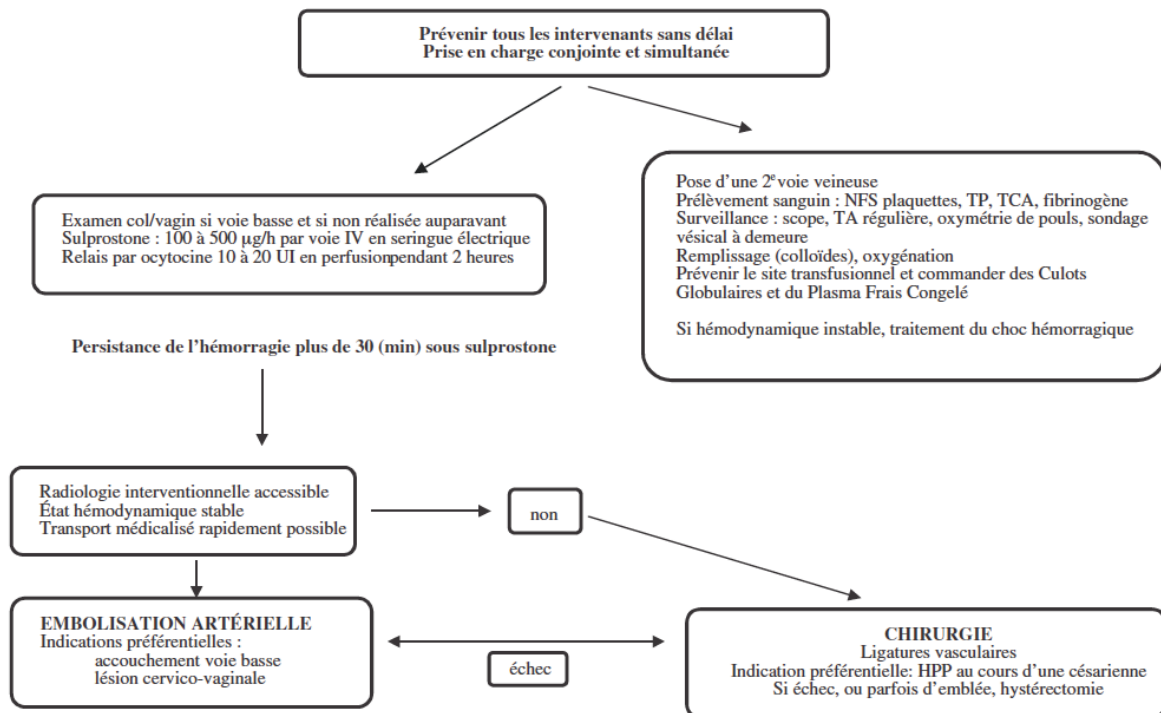 Prévenir tous les intervenants sans délai
Prise en charge conjointe et simultanée
Examen col/vagin si voie basse et si non réalisée auparavant
Sulprostone : 100 à 500 µg/h par voie IV en seringue électrique
Relais par ocytocine 10 à 20 UI en perfusionpendant 2 heures
Pose d’une 2e voie veineuse
Prélèvement sanguin : NFS plaquettes, TP, TCA, fibrinogène
Surveillance : scope, TA régulière, oxymétrie de pouls, sondage
vésical à demeure
Remplissage (colloïdes), oxygénation
Prévenir le site transfusionnel et commander des Culots
Globulaires et du Plasma Frais Congelé
Si hémodynamique instable, traitement du choc hémorragique
Persistance de l’hémorragie plus de 30 (min) sous sulprostone
Radiologie interventionnelle accessible
État hémodynamique stable
Transport médicalisé rapidement possible
non
EMBOLISATION ARTÉRIELLE
Indications préférentielles :
accouchement voie basse
lésion cervico-vaginale
échec
CHIRURGIE
Ligatures vasculaires
Indication préférentielle: HPP au cours d’une césarienne
Si échec, ou parfois d’emblée, hystérectomie